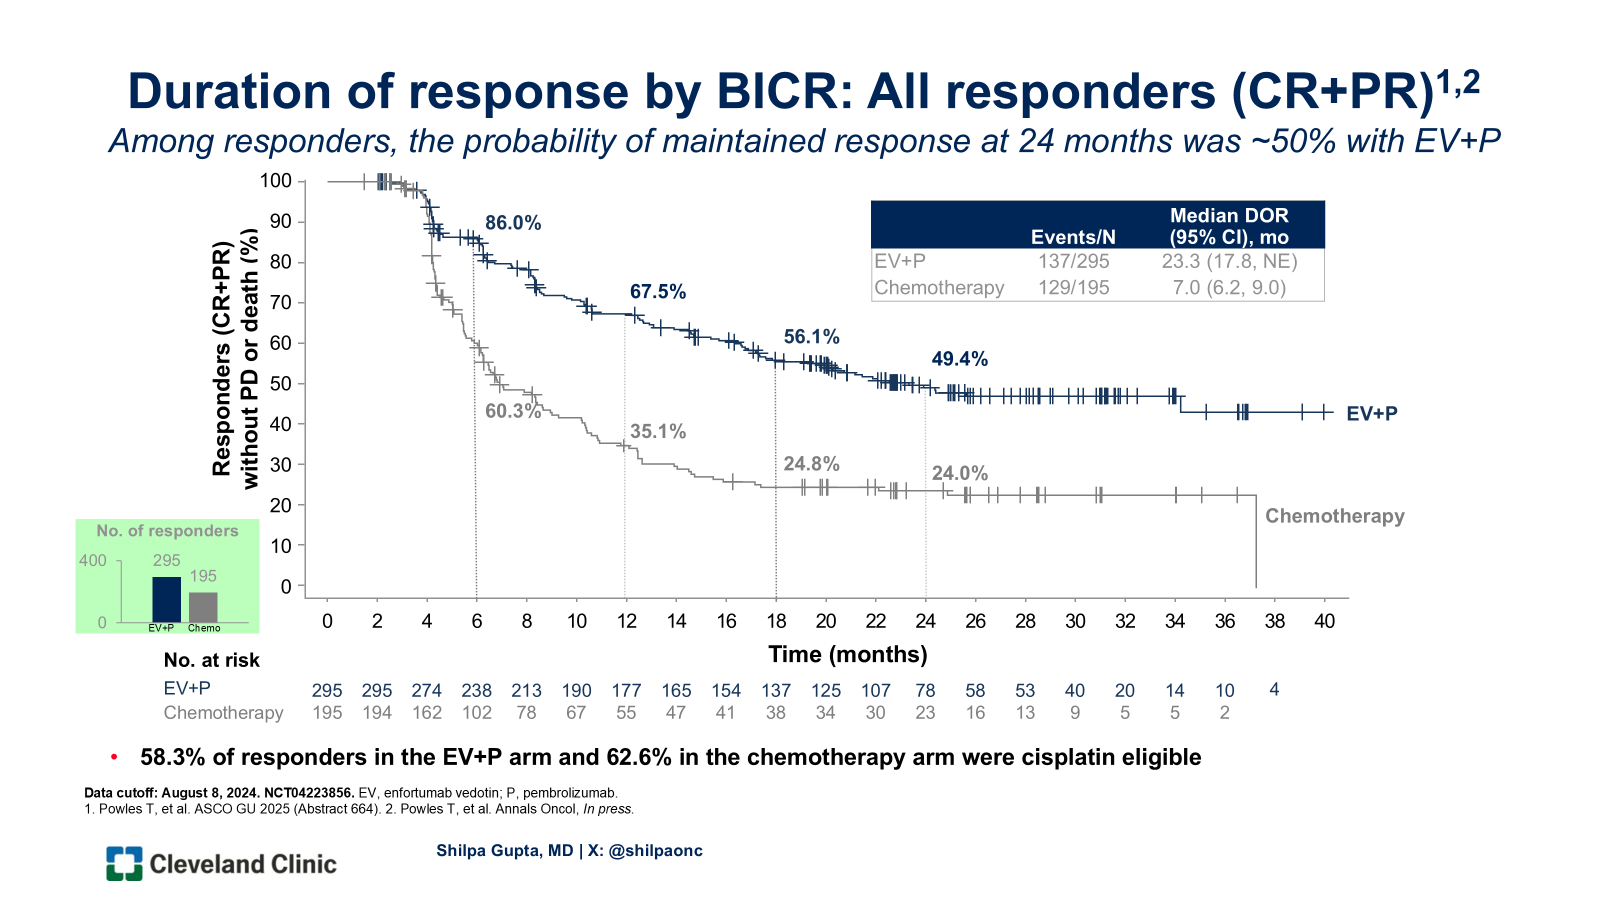 Duration of response by BICR: All responders (CR+PR)1,2
Among responders, the probability of maintained response at 24 months was ~50% with EV+P
Responders (CR+PR)
without PD or death (%)
100
90
80
70
60
50
40
30
20
10
0
86.0%
67.5%
56.1%
49.4%
60.3%
35.1%
24.8%
24.0%
EV+P
Chemotherapy
Events/N Median DOR (95% CI), mo
EV+P 137/295 23.3 (17.8, NE)
Chemotherapy 129/195 7.0 (6.2, 9.0)
No. of responders
400
295
195
0
EV+P Chemo
0 2 4 6 8 10 12 14 16 18 20 22 24 26 28 30 32 34 36 38 40
Time (months)
No. at risk
EV+P 295 295 274 238 213 190 177 165 154 137 125 107 78 58 53 40 20 14 10 4
Chemotherapy 195 194 162 102 78 67 55 47 41 38 34 30 23 16 13 9 5 5 2
• 58.3% of responders in the EV+P arm and 62.6% in the chemotherapy arm were cisplatin eligible
Data cutoff: August 8, 2024. NCT04223856. EV, enfortumab vedotin; P, pembrolizumab.
1. Powles T, et al. ASCO GU 2025 (Abstract 664). 2. Powles T, et al. Annals Oncol, In press.
Cleveland Clinic
Shilpa Gupta, MD | X: @shilpaonc